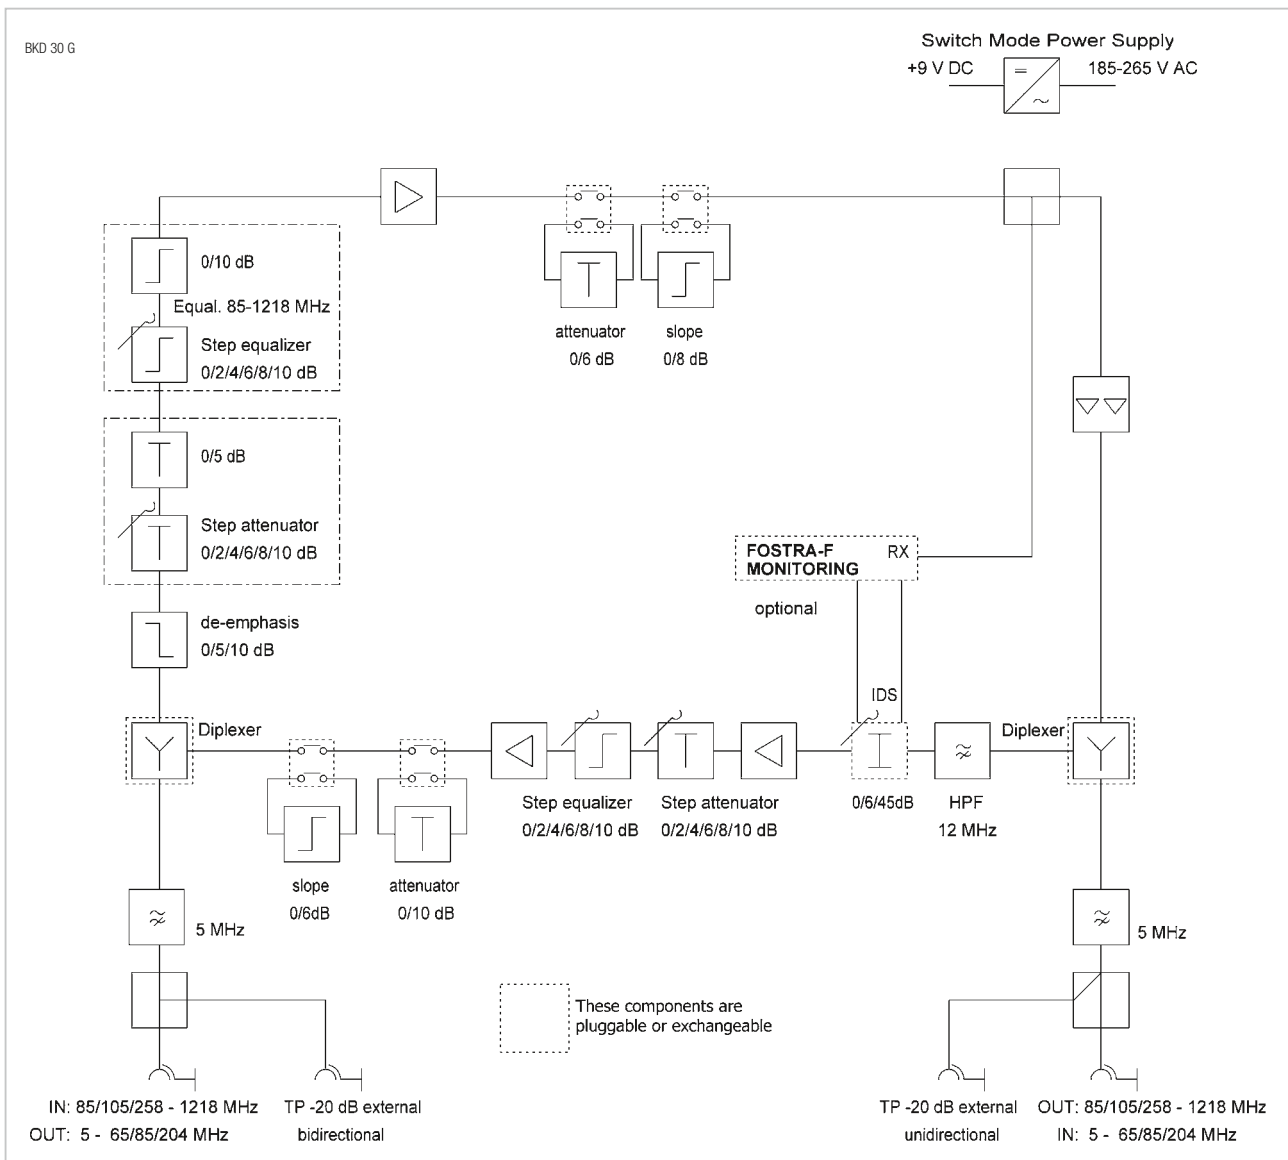 BKD 30 G
Switch Mode Power Supply
+9 V DC
185-265 V AC
0/10 dB
Equal. 85-1218 MHz
Step equalizer
0/2/4/6/8/10 dB
attenuator
0/6 dB
slope
0/8 dB
0/5 dB
Step attenuator
0/2/4/6/8/10 dB
FOSTRA-F RX
MONITORING
optional
de-emphasis
0/5/10 dB
IDS
Diplexer
Diplexer
Step equalizer
0/2/4/6/8/10 dB
Step attenuator
0/2/4/6/8/10 dB
0/6/45dB
HPF
12 MHz
slope
0/6dB
attenuator
0/10 dB
5 MHz
5 MHz
These components are
pluggable or exchangeable
IN: 85/105/258 - 1218 MHz
OUT: 5 - 65/85/204 MHz
TP -20 dB external
bidirectional
TP -20 dB external
unidirectional
OUT: 85/105/258 - 1218 MHz
IN: 5 - 65/85/204 MHz